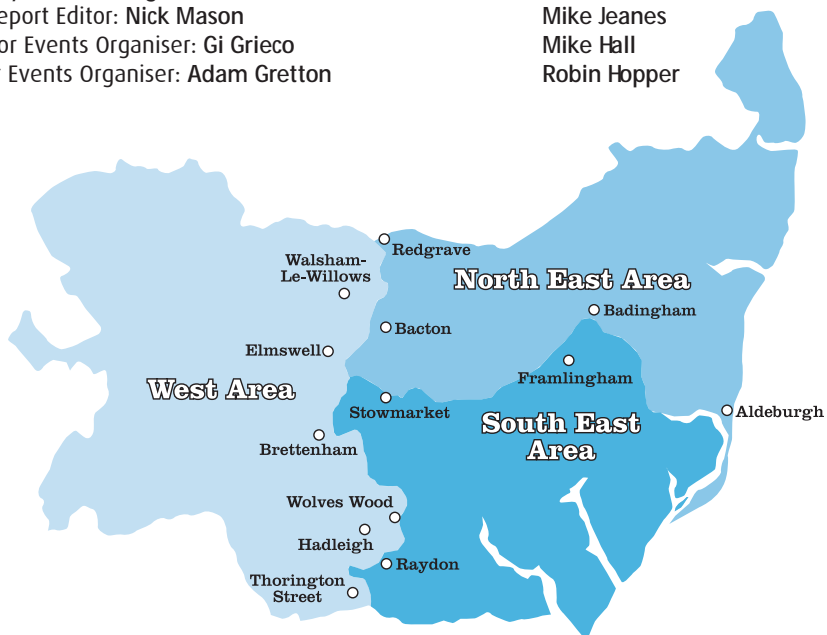 eport Editor: Nick Mason
or Events Organiser: Gi Grieco
Events Organiser: Adam Gretton
Mike Jeanes
Mike Hall
Robin Hopper
Redgrave
Walsham-
Le-Willows
North East Area
Badingham
Bacton
Elmswell
Framlingham
West Area
Stowmarket
Aldeburgh
South East
Area
Brettenham
Wolves Wood
Hadleigh
Raydon
Thorington
Street